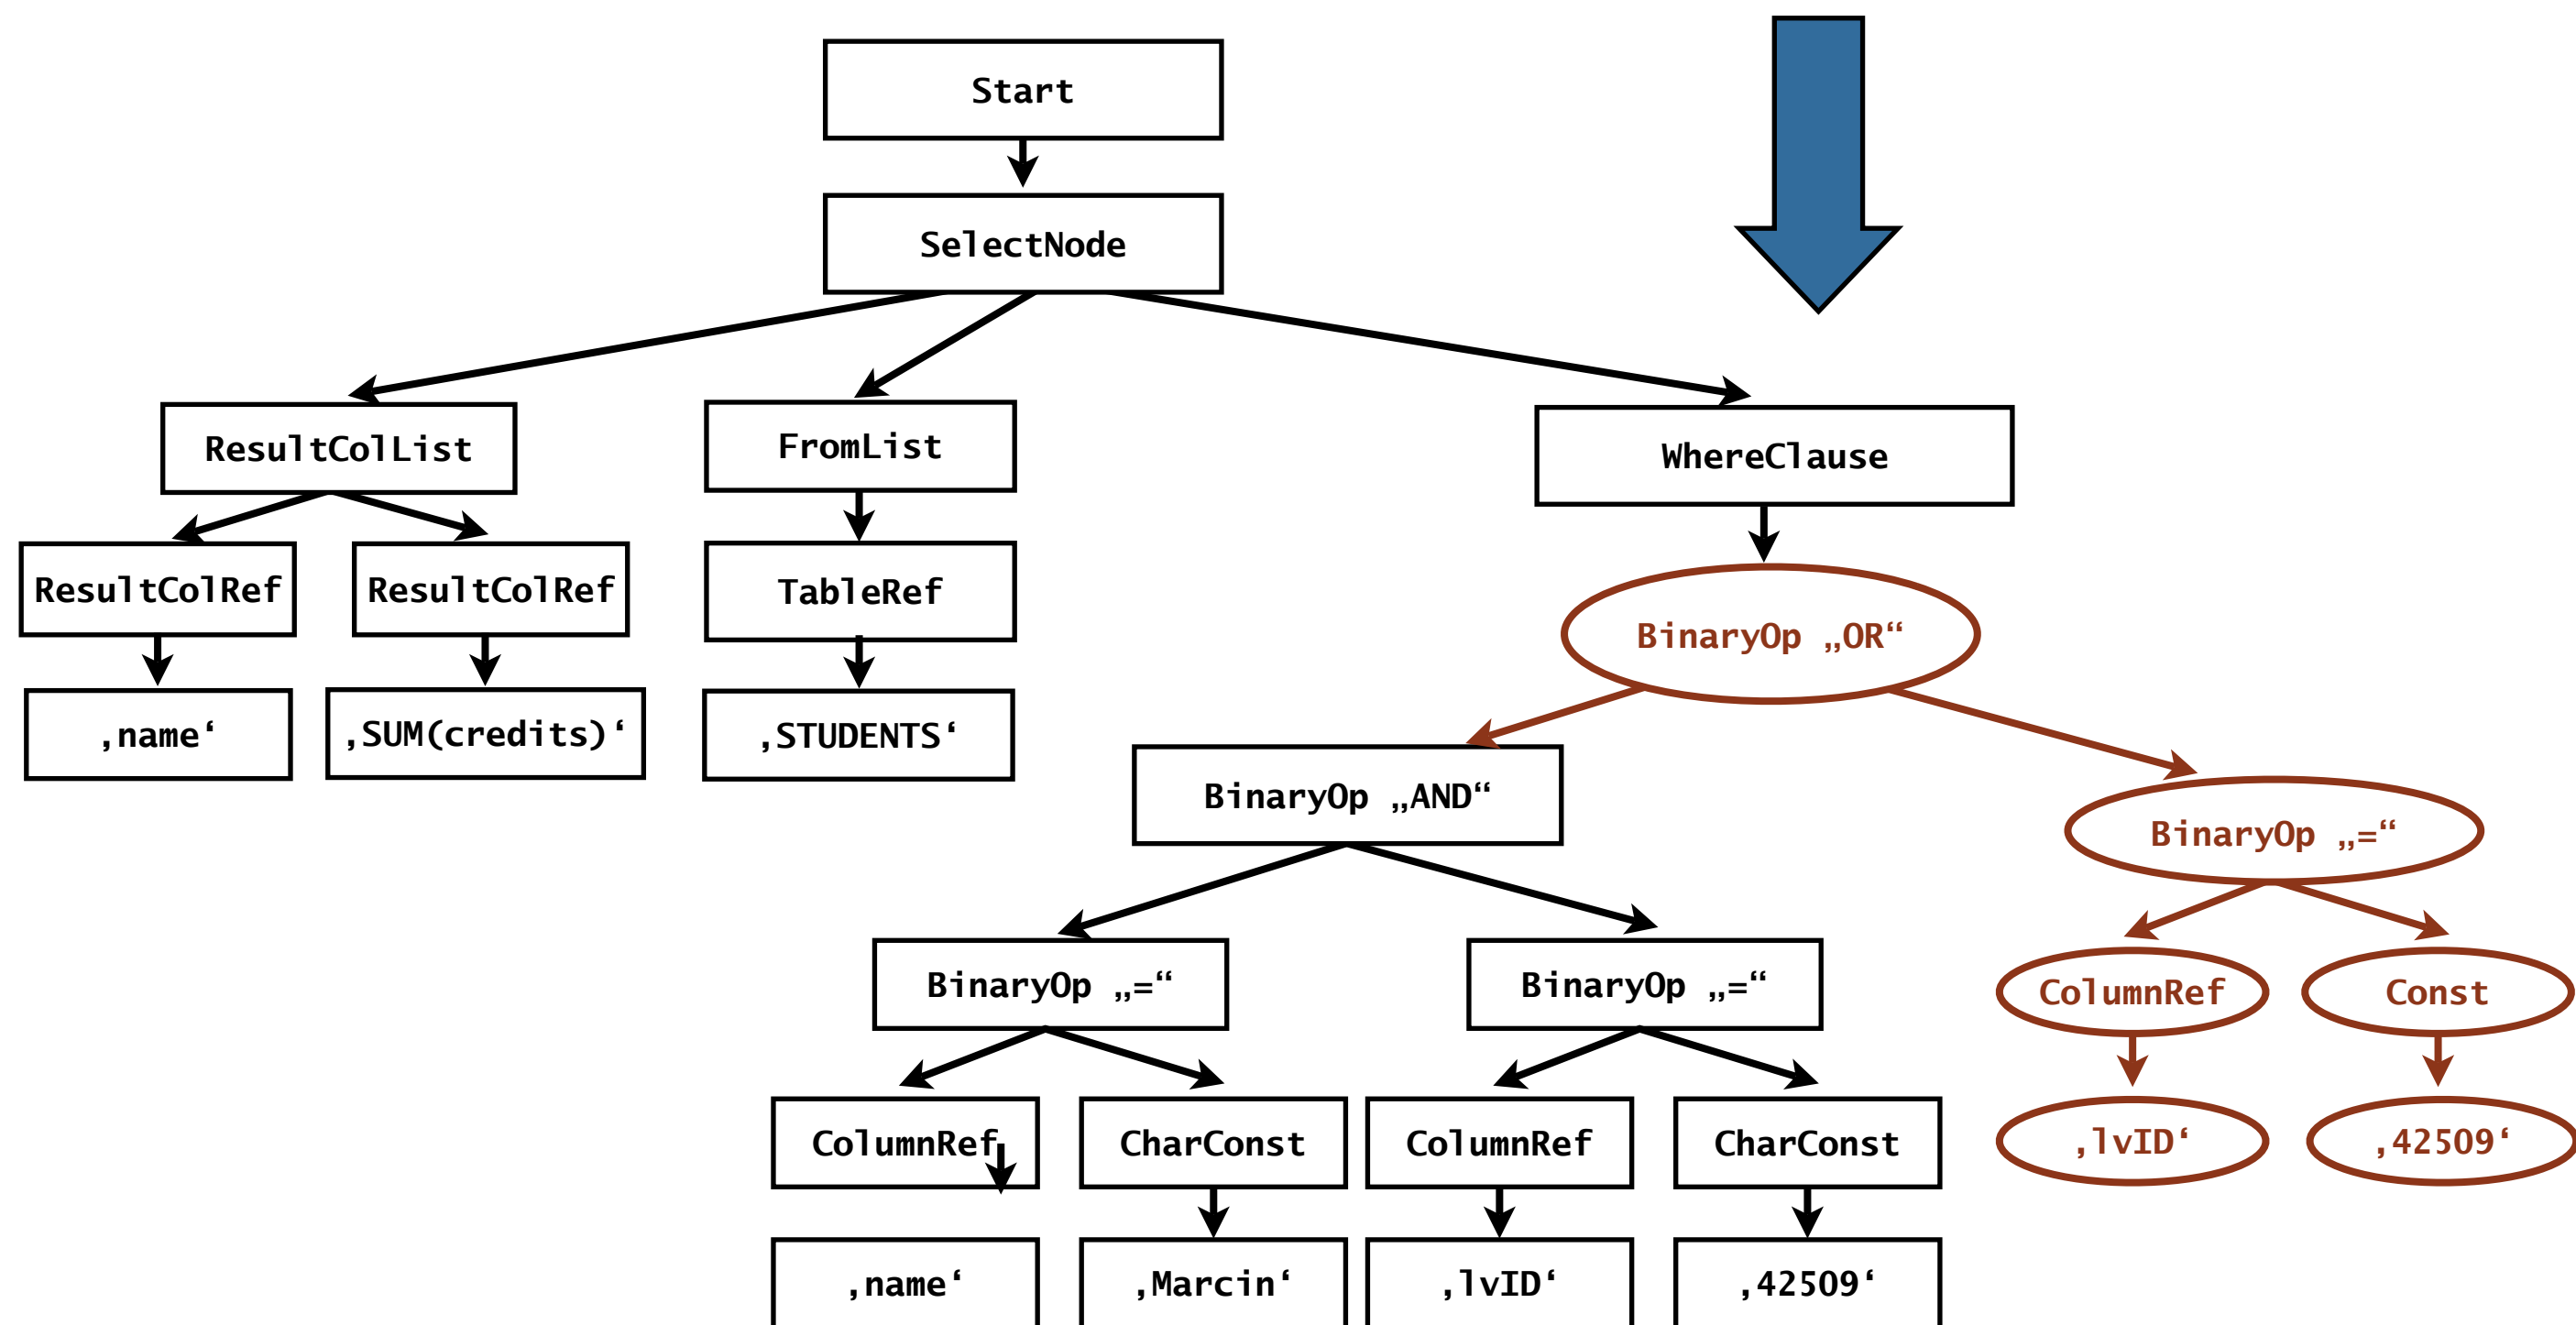 Start
SelectNode
ResultColList
FromList
WhereClause
ResultColRef
ResultColRef
TableRef
BinaryOp „OR“
‚name‘
‚SUM(credits)‘
‚STUDENTS‘
BinaryOp „AND“
BinaryOp „=“
BinaryOp „=“
BinaryOp „=“
ColumnRef
Const
ColumnRef
CharConst
ColumnRef
CharConst
‚lvID‘
‚42509‘
‚name‘
‚Marcin‘
‚lvID‘
‚42509‘